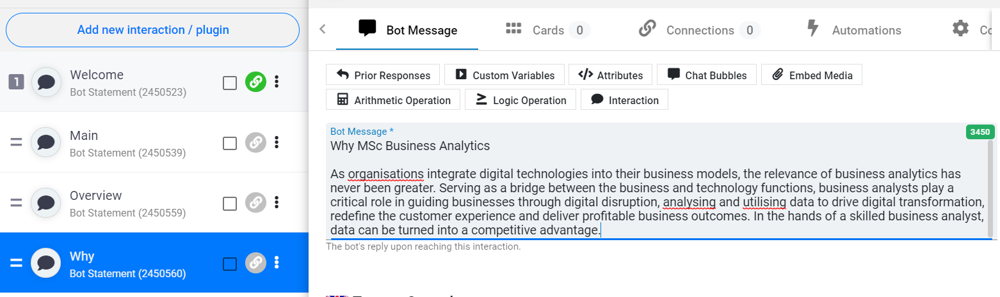 Add new interaction / plugin
1
Welcome
Bot Statement (2450523)
Main
Bot Statement (2450539)
Overview
Bot Statement (2450559)
Why
Bot Statement (2450560)
Bot Message
Cards 0
Connections 0
Automations
Prior Responses
Custom Variables
Attributes
Chat Bubbles
Embed Media
Arithmetic Operation
Logic Operation
Interaction
Bot Message *
3450
Why MSc Business Analytics
As organisations integrate digital technologies into their business models, the relevance of business analytics has
never been greater. Serving as a bridge between the business and technology functions, business analysts play a
critical role in guiding businesses through digital disruption, analysing and utilising data to drive digital transformation,
redefine the customer experience and deliver profitable business outcomes. In the hands of a skilled business analyst,
data can be turned into a competitive advantage.
The bot's reply upon reaching this interaction.